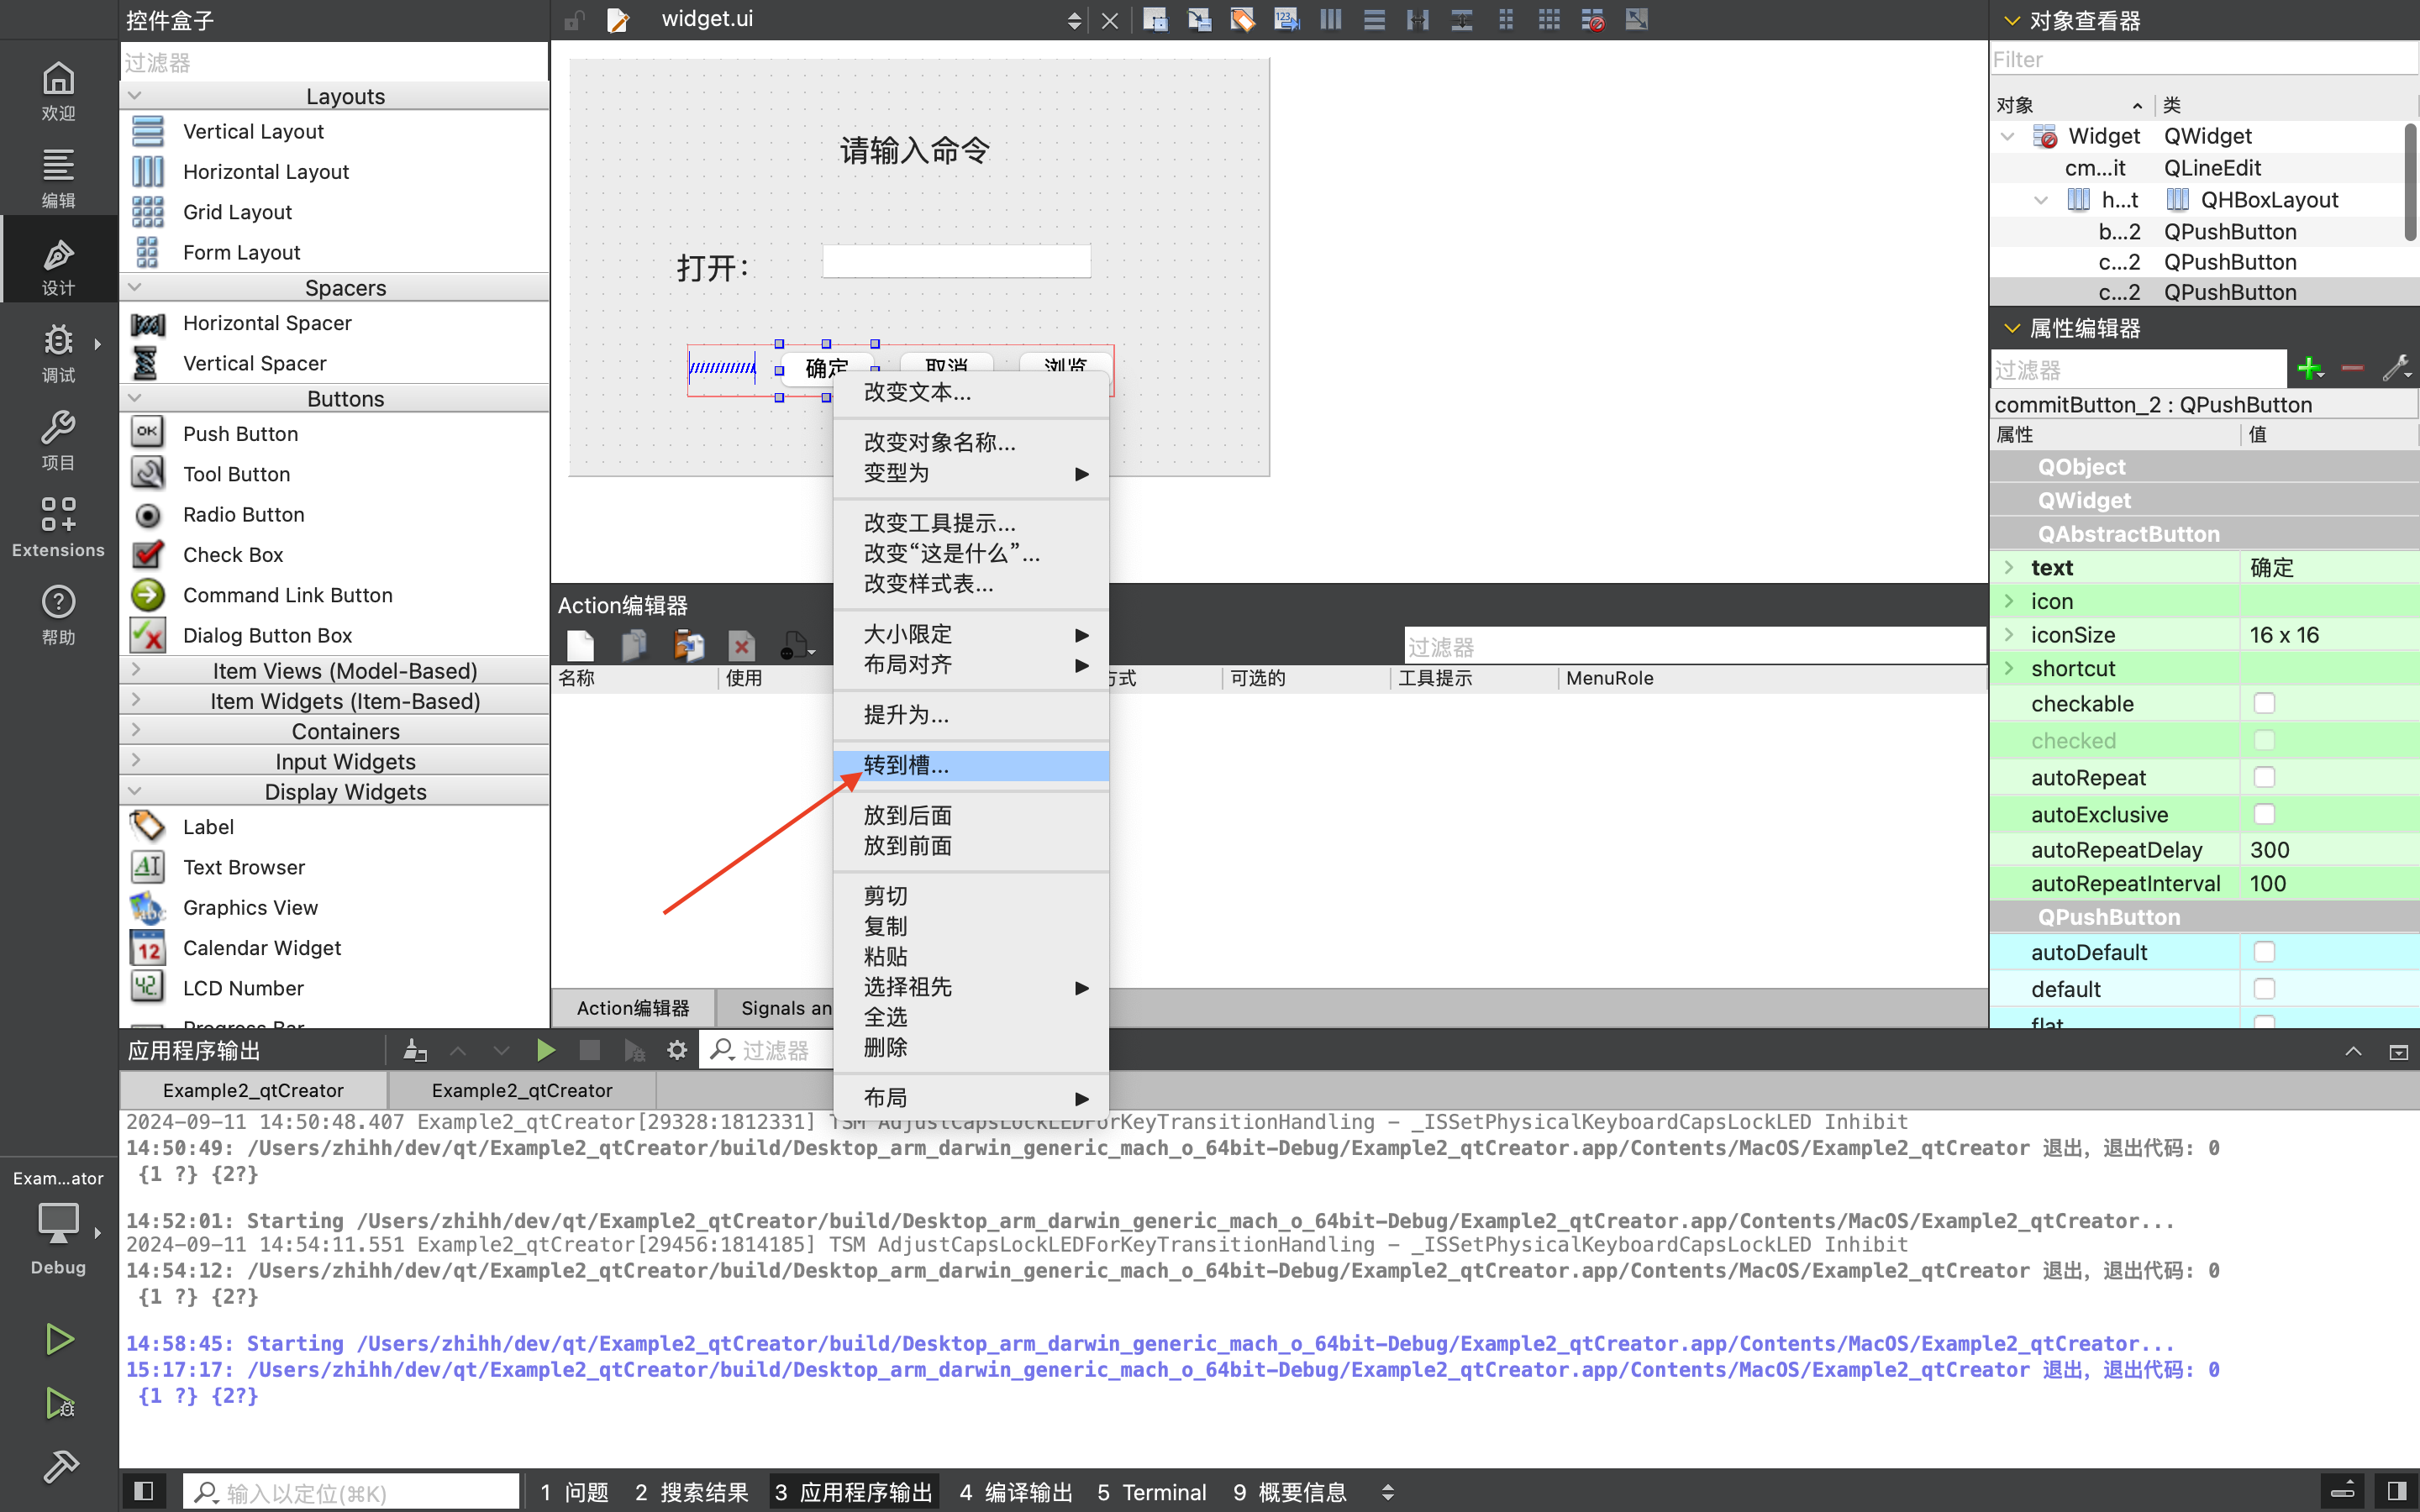 控件盒子
widget.ui
对象查看器
过滤器
Filter
Layouts
Vertical Layout
Horizontal Layout
Grid Layout
Form Layout
Spacers
Horizontal Spacer
Vertical Spacer
Buttons
OK Push Button
Tool Button
Radio Button
Check Box
Command Link Button
Dialog Button Box
Item Views (Model-Based)
Item Widgets (Item-Based)
Containers
Input Widgets
Display Widgets
Label
AI Text Browser
Graphics View
12 Calendar Widget
42 LCD Number
Progress Bar
欢迎
编辑
设计
调试
项目
Extensions
帮助
Exam...ator
Debug
请输入命令
打开：
确定
取消
浏览
改变文本...
改变对象名称...
变型为
改变工具提示...
改变“这是什么”...
改变样式表...
大小限定
布局对齐
提升为...
转到槽...
放到后面
放到前面
剪切
复制
粘贴
选择祖先
全选
删除
布局
Action编辑器
过滤器
名称
使用
方式
可选的
工具提示
MenuRole
Action编辑器
Signals an
对象 类
Widget QWidget
cm...it QLineEdit
h...t QHBoxLayout
b...2 QPushButton
c...2 QPushButton
c...2 QPushButton
属性编辑器
过滤器
commitButton_2 : QPushButton
属性 值
QObject
QWidget
QAbstractButton
text 确定
icon
iconSize 16 x 16
shortcut
checkable
checked
autoRepeat
autoExclusive
autoRepeatDelay 300
autoRepeatInterval 100
QPushButton
autoDefault
default
flat
应用程序输出
过滤器
Example2_qtCreator
Example2_qtCreator
2024-09-11 14:50:48.407 Example2_qtCreator[29328:1812331] TSM AdjustCapsLockLEDForKeyTransitionHandling - _ISSetPhysicalKeyboardCapsLockLED Inhibit
14:50:49: /Users/zhihh/dev/qt/Example2_qtCreator/build/Desktop_arm_darwin_generic_mach_o_64bit-Debug/Example2_qtCreator.app/Contents/MacOS/Example2_qtCreator 退出，退出代码: 0
{1 ?} {2?}
14:52:01: Starting /Users/zhihh/dev/qt/Example2_qtCreator/build/Desktop_arm_darwin_generic_mach_o_64bit-Debug/Example2_qtCreator.app/Contents/MacOS/Example2_qtCreator...
2024-09-11 14:54:11.551 Example2_qtCreator[29456:1814185] TSM AdjustCapsLockLEDForKeyTransitionHandling - _ISSetPhysicalKeyboardCapsLockLED Inhibit
14:54:12: /Users/zhihh/dev/qt/Example2_qtCreator/build/Desktop_arm_darwin_generic_mach_o_64bit-Debug/Example2_qtCreator.app/Contents/MacOS/Example2_qtCreator 退出，退出代码: 0
{1 ?} {2?}
14:58:45: Starting /Users/zhihh/dev/qt/Example2_qtCreator/build/Desktop_arm_darwin_generic_mach_o_64bit-Debug/Example2_qtCreator.app/Contents/MacOS/Example2_qtCreator...
15:17:17: /Users/zhihh/dev/qt/Example2_qtCreator/build/Desktop_arm_darwin_generic_mach_o_64bit-Debug/Example2_qtCreator.app/Contents/MacOS/Example2_qtCreator 退出，退出代码: 0
{1 ?} {2?}
输入以定位(⌘K)
1 问题 2 搜索结果 3 应用程序输出 4 编译输出 5 Terminal 9 概要信息